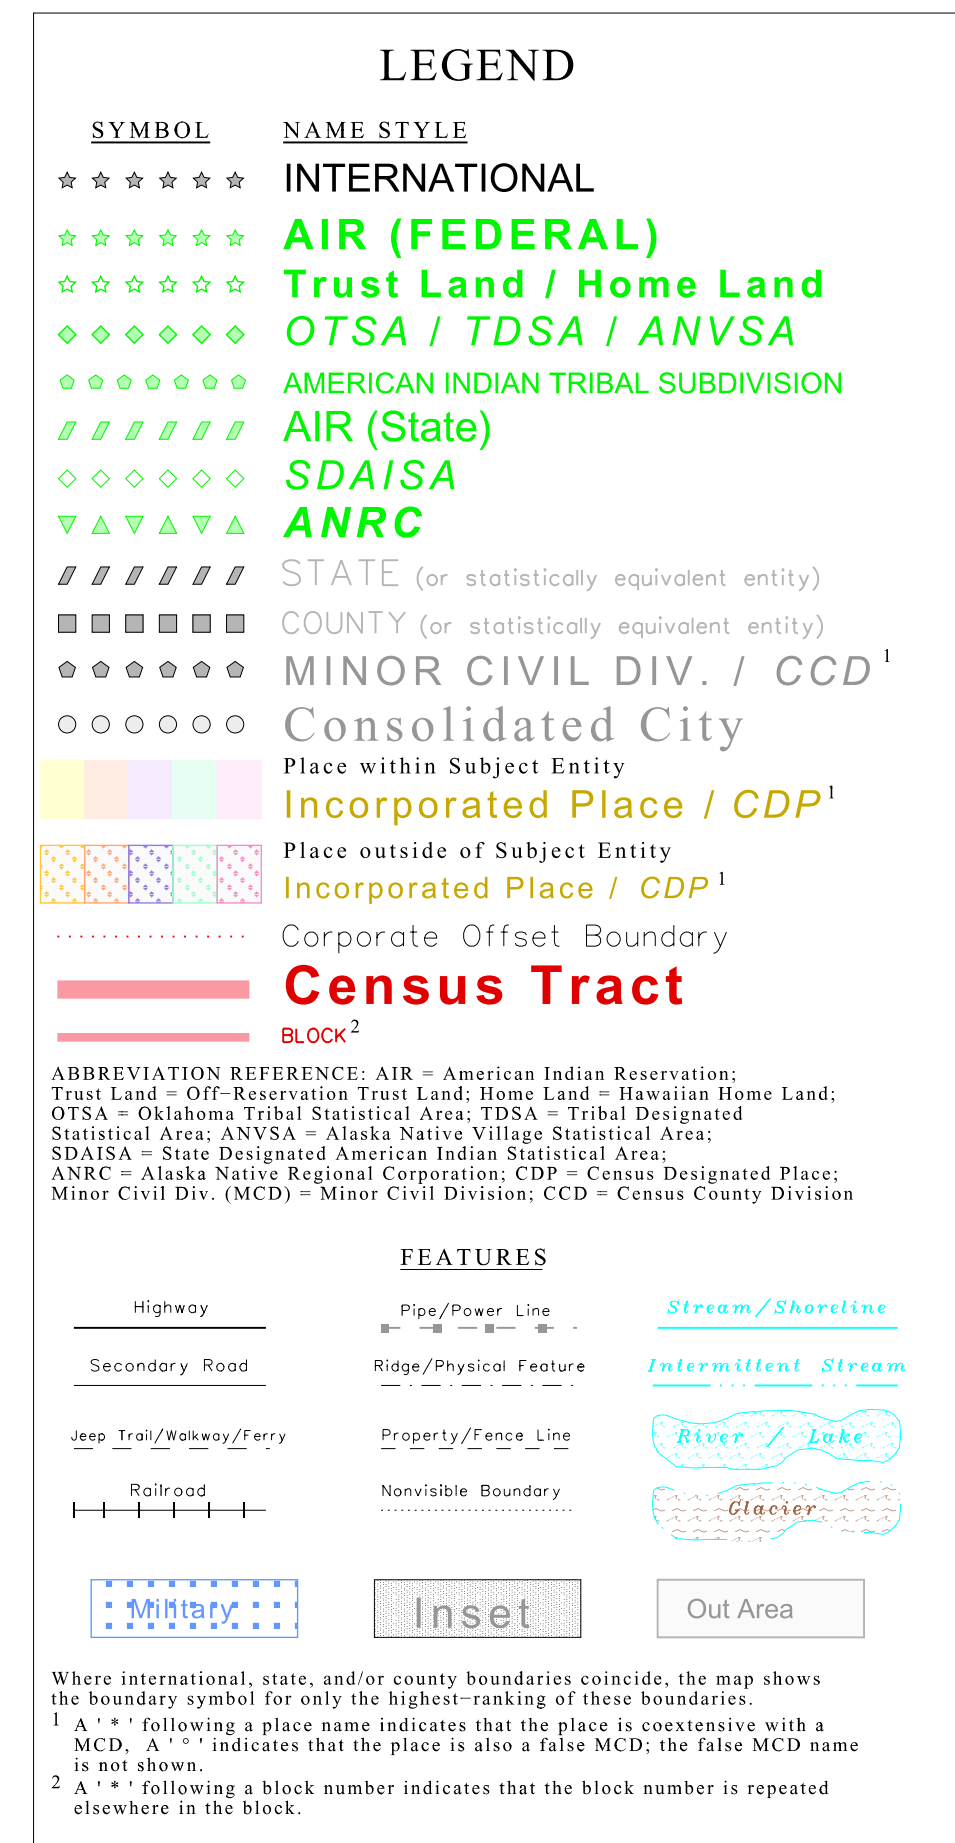 LEGEND
SYMBOL NAME STYLE
INTERNATIONAL
AIR (FEDERAL)
Trust Land / Home Land
OTSA / TDSA / ANVSA
AMERICAN INDIAN TRIBAL SUBDIVISION
AIR (State)
SDAISA
ANRC
STATE (or statistically equivalent entity)
COUNTY (or statistically equivalent entity)
MINOR CIVIL DIV. / CCD 1
Consolidated City
Place within Subject Entity
Incorporated Place / CDP 1
Place outside of Subject Entity
Incorporated Place / CDP 1
Corporate Offset Boundary
Census Tract
BLOCK 2
ABBREVIATION REFERENCE: AIR = American Indian Reservation;
Trust Land = Off−Reservation Trust Land; Home Land = Hawaiian Home Land;
OTSA = Oklahoma Tribal Statistical Area; TDSA = Tribal Designated
Statistical Area; ANVSA = Alaska Native Village Statistical Area;
SDAISA = State Designated American Indian Statistical Area;
ANRC = Alaska Native Regional Corporation; CDP = Census Designated Place;
Minor Civil Div. (MCD) = Minor Civil Division; CCD = Census County Division
FEATURES
Highway
Pipe/Power Line
Stream/Shoreline
Secondary Road
Ridge/Physical Feature
Intermittent Stream
Jeep Trail/Walkway/Ferry
Property/Fence Line
River / Lake
Railroad
Nonvisible Boundary
Glacier
Military
Inset
Out Area
Where international, state, and/or county boundaries coincide, the map shows
the boundary symbol for only the highest−ranking of these boundaries.
1 A ' * ' following a place name indicates that the place is coextensive with a
MCD, A ' ° ' indicates that the place is also a false MCD; the false MCD name
is not shown.
2 A ' * ' following a block number indicates that the block number is repeated
elsewhere in the block.